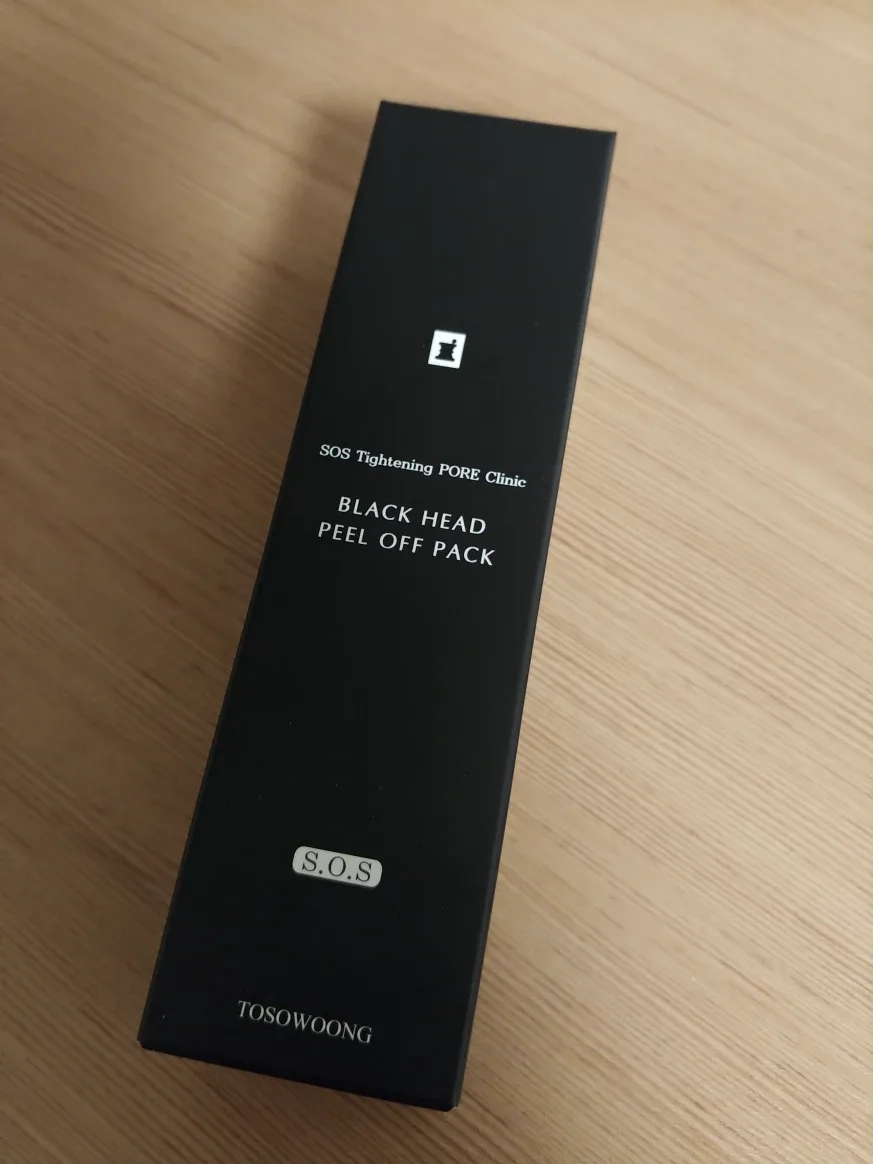 SOS Tightening PORE Clinic
BLACK HEAD
PEEL OFF PACK
S.O.S
TOSOWOONG